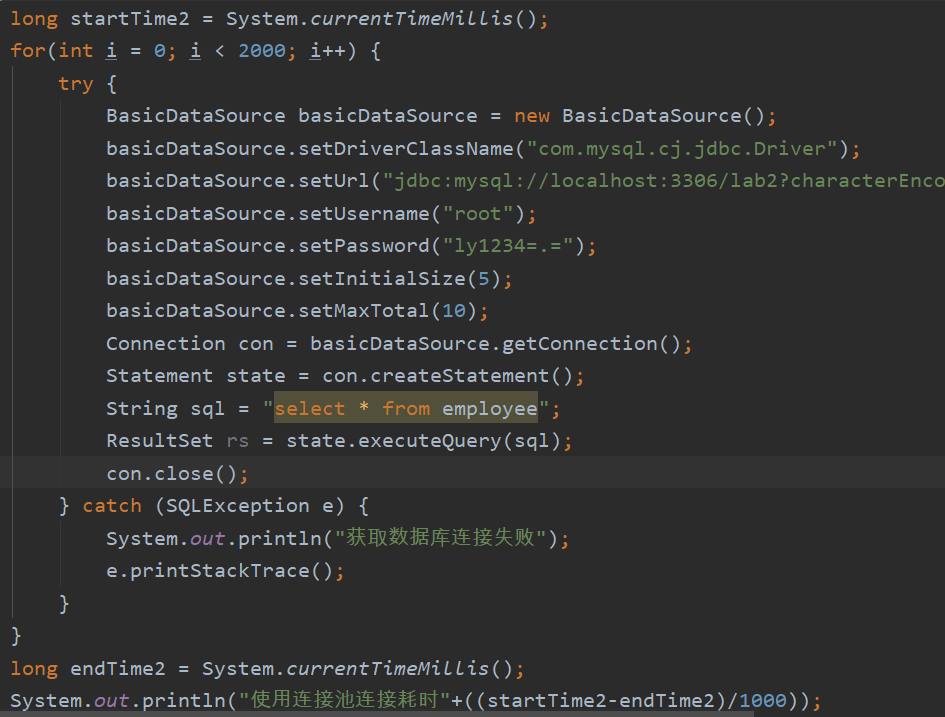 long startTime2 = System.currentTimeMillis();
for(int i = 0; i < 2000; i++) {
try {
BasicDataSource basicDataSource = new BasicDataSource();
basicDataSource.setDriverClassName("com.mysql.cj.jdbc.Driver");
basicDataSource.setUrl("jdbc:mysql://localhost:3306/lab2?characterEnco
basicDataSource.setUsername("root");
basicDataSource.setPassword("ly1234=.=");
basicDataSource.setInitialSize(5);
basicDataSource.setMaxTotal(10);
Connection con = basicDataSource.getConnection();
Statement state = con.createStatement();
String sql = "select * from employee";
ResultSet rs = state.executeQuery(sql);
con.close();
} catch (SQLException e) {
System.out.println("获取数据库连接失败");
e.printStackTrace();
}
}
long endTime2 = System.currentTimeMillis();
System.out.println("使用连接池连接耗时"+((startTime2-endTime2)/1000));